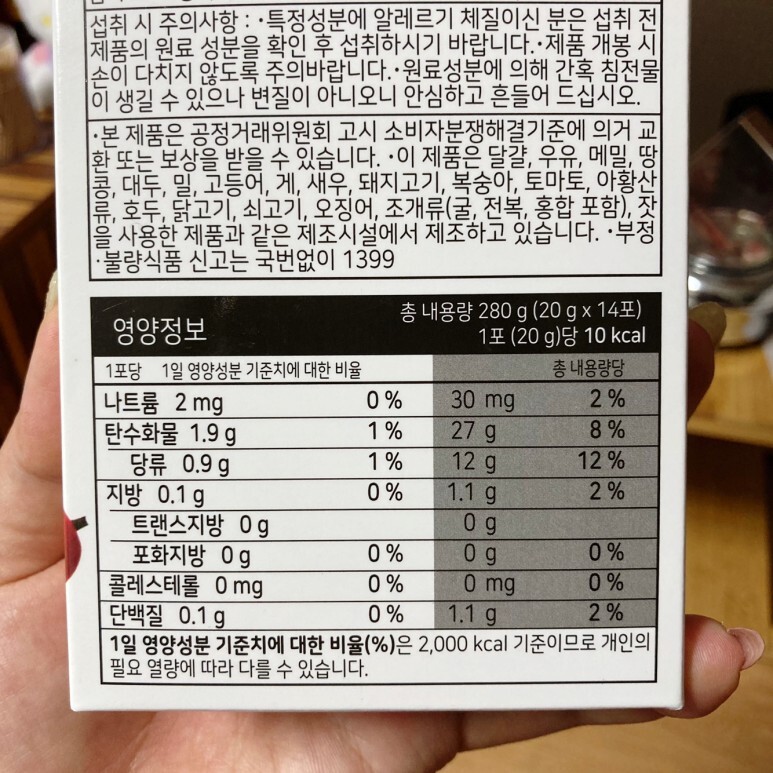 섭취 시 주의사항 : ·특정성분에 알레르기 체질이신 분은 섭취 전
제품의 원료 성분을 확인 후 섭취하시기 바랍니다.·제품 개봉 시
손이 다치지 않도록 주의바랍니다.·원료성분에 의해 간혹 침전물
이 생길 수 있으나 변질이 아니오니 안심하고 흔들어 드십시오.
·본 제품은 공정거래위원회 고시 소비자분쟁해결기준에 의거 교
환 또는 보상을 받을 수 있습니다. ·이 제품은 달걀, 우유, 메밀, 땅
콩, 대두, 밀, 고등어, 게, 새우, 돼지고기, 복숭아, 토마토, 아황산
류, 호두, 닭고기, 쇠고기, 오징어, 조개류(굴, 전복, 홍합 포함), 잣
을 사용한 제품과 같은 제조시설에서 제조하고 있습니다. ·부정
·불량식품 신고는 국번없이 1399
영양정보
총 내용량 280 g (20 g x 14포)
1포 (20 g)당 10 kcal
1포당 1일 영양성분 기준치에 대한 비율 총 내용량당
나트륨 2 mg 0 % 30 mg 2 %
탄수화물 1.9 g 1 % 27 g 8 %
당류 0.9 g 1 % 12 g 12 %
지방 0.1 g 0 % 1.1 g 2 %
트랜스지방 0 g 0 g
포화지방 0 g 0 % 0 g 0 %
콜레스테롤 0 mg 0 % 0 mg 0 %
단백질 0.1 g 0 % 1.1 g 2 %
1일 영양성분 기준치에 대한 비율(%)은 2,000 kcal 기준이므로 개인의
필요 열량에 따라 다를 수 있습니다.